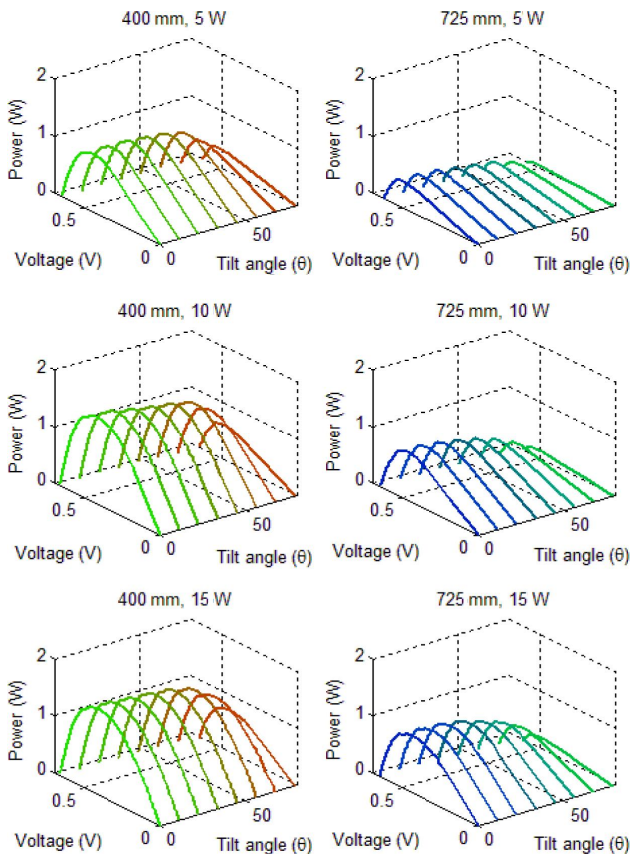 400 mm, 5 W
725 mm, 5 W
2
1
0
Power (W)
0.5
0
Voltage (V)
0
50
Tilt angle (θ)
2
1
0
Power (W)
0.5
0
Voltage (V)
0
50
Tilt angle (θ)
400 mm, 10 W
725 mm, 10 W
2
1
0
Power (W)
0.5
0
Voltage (V)
0
50
Tilt angle (θ)
2
1
0
Power (W)
0.5
0
Voltage (V)
0
50
Tilt angle (θ)
400 mm, 15 W
725 mm, 15 W
2
1
0
Power (W)
0.5
0
Voltage (V)
0
50
Tilt angle (θ)
2
1
0
Power (W)
0.5
0
Voltage (V)
0
50
Tilt angle (θ)